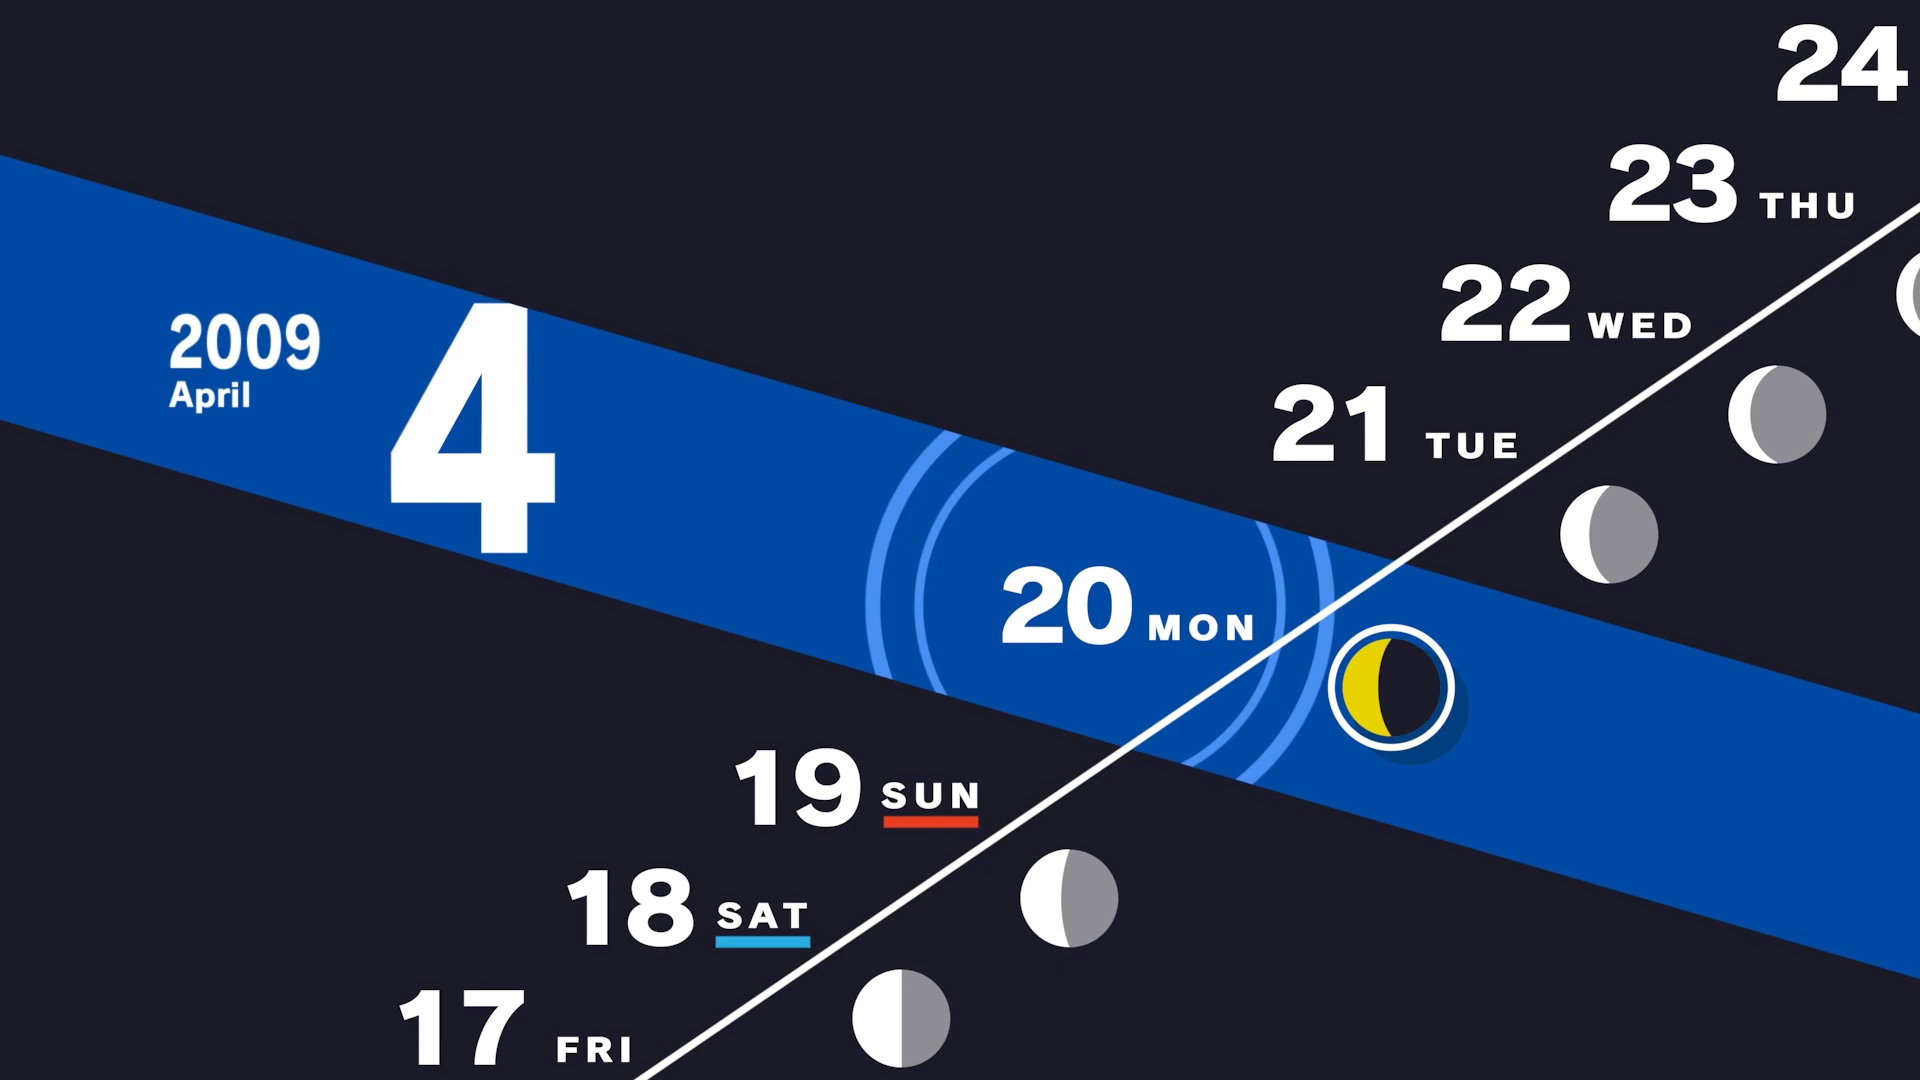 24
23 THU
22 WED
21 TUE
2009
April
4
20 MON
19 SUN
18 SAT
17 FRI